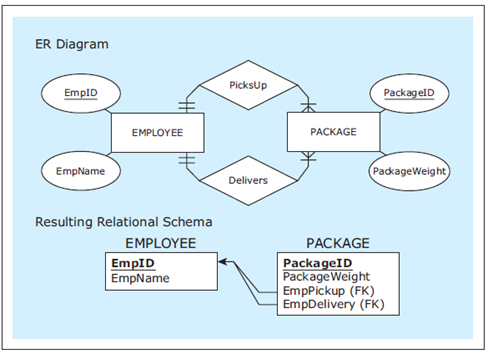 ER Diagram
PicksUp
EmpID
PackageID
EMPLOYEE
PACKAGE
EmpName
PackageWeight
Delivers
Resulting Relational Schema
EMPLOYEE
EmpID
EmpName
PACKAGE
PackageID
PackageWeight
EmpPickup (FK)
EmpDelivery (FK)